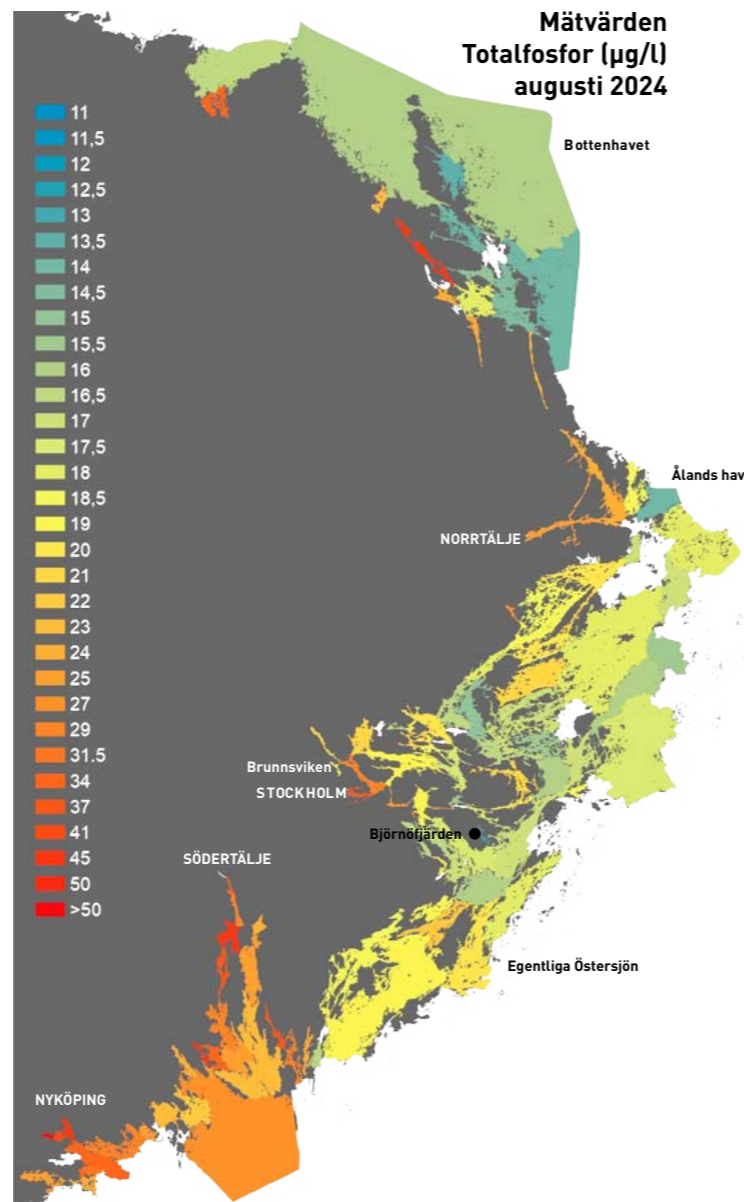 Mätvärden
Totalfosfor (µg/l)
augusti 2024
11
11,5
12
12,5
13
13,5
14
14,5
15
15,5
16
16,5
17
17,5
18
18,5
19
20
21
22
23
24
25
27
29
31.5
34
37
41
45
50
>50
Bottenhavet
Ålands hav
NORRTÄLJE
Brunnsviken
STOCKHOLM
Björnöfjärden
SÖDERTÄLJE
Egentliga Östersjön
NYKÖPING